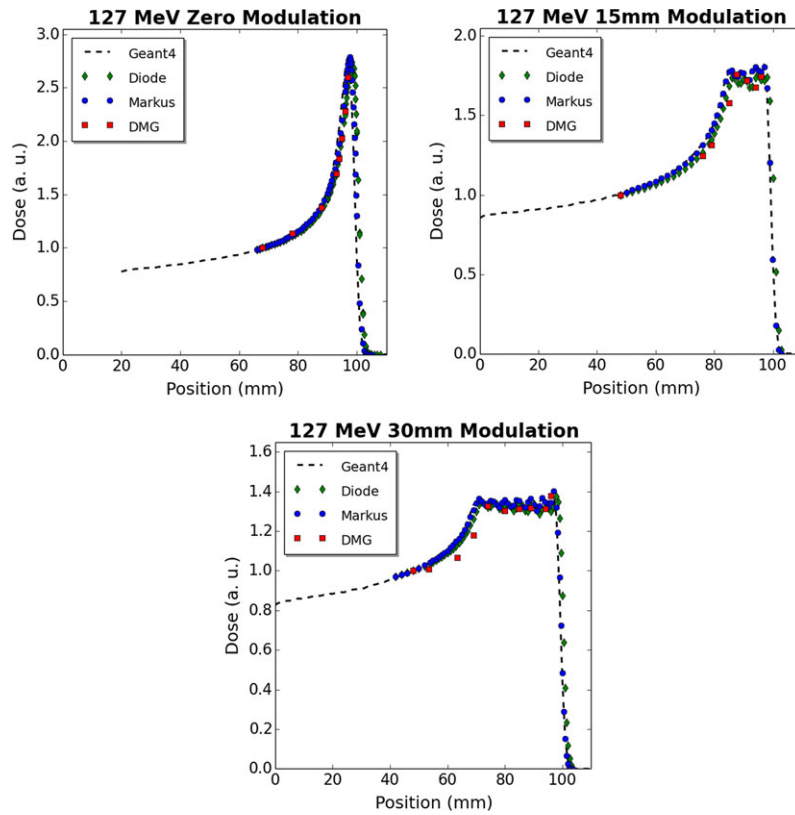 127 MeV Zero Modulation
3.0
2.5
2.0
1.5
1.0
0.5
0.0
Dose (a. u.)
Geant4
Diode
Markus
DMG
0 20 40 60 80 100
Position (mm)
127 MeV 15mm Modulation
2.0
1.5
1.0
0.5
0.0
Dose (a. u.)
Geant4
Diode
Markus
DMG
0 20 40 60 80 100
Position (mm)
127 MeV 30mm Modulation
1.6
1.4
1.2
1.0
0.8
0.6
0.4
0.2
0.0
Dose (a. u.)
Geant4
Diode
Markus
DMG
0 20 40 60 80 100
Position (mm)